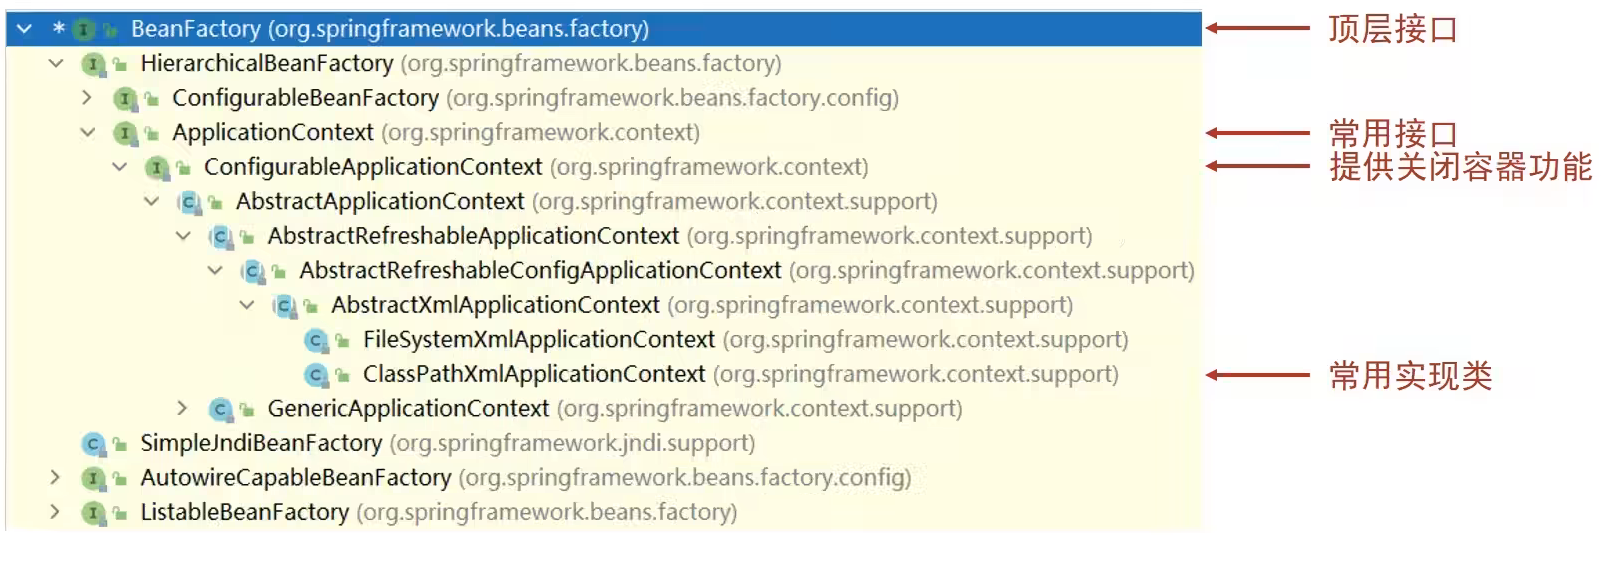 * BeanFactory (org.springframework.beans.factory) 顶层接口
HierarchicalBeanFactory (org.springframework.beans.factory)
ConfigurableBeanFactory (org.springframework.beans.factory.config)
ApplicationContext (org.springframework.context) 常用接口
ConfigurableApplicationContext (org.springframework.context) 提供关闭容器功能
AbstractApplicationContext (org.springframework.context.support)
AbstractRefreshableApplicationContext (org.springframework.context.support)
AbstractRefreshableConfigApplicationContext (org.springframework.context.support)
AbstractXmlApplicationContext (org.springframework.context.support)
FileSystemXmlApplicationContext (org.springframework.context.support)
ClassPathXmlApplicationContext (org.springframework.context.support) 常用实现类
GenericApplicationContext (org.springframework.context.support)
SimpleJndiBeanFactory (org.springframework.jndi.support)
AutowireCapableBeanFactory (org.springframework.beans.factory.config)
ListableBeanFactory (org.springframework.beans.factory)